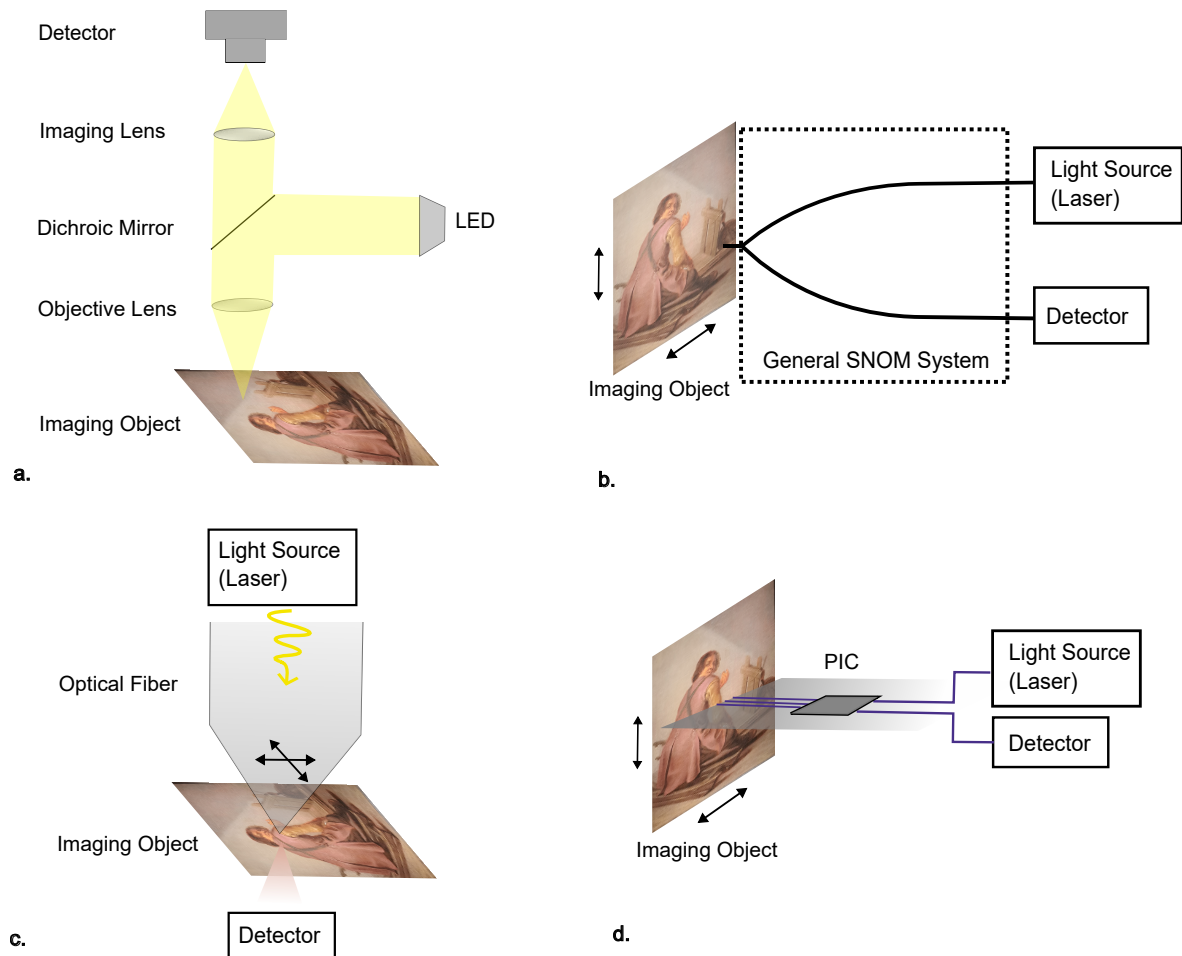 Detector
Imaging Lens
Dichroic Mirror
LED
Objective Lens
Imaging Object
a.
Light Source
(Laser)
Detector
General SNOM System
Imaging Object
b.
Light Source
(Laser)
Optical Fiber
Imaging Object
Detector
c.
PIC
Light Source
(Laser)
Detector
Imaging Object
d.